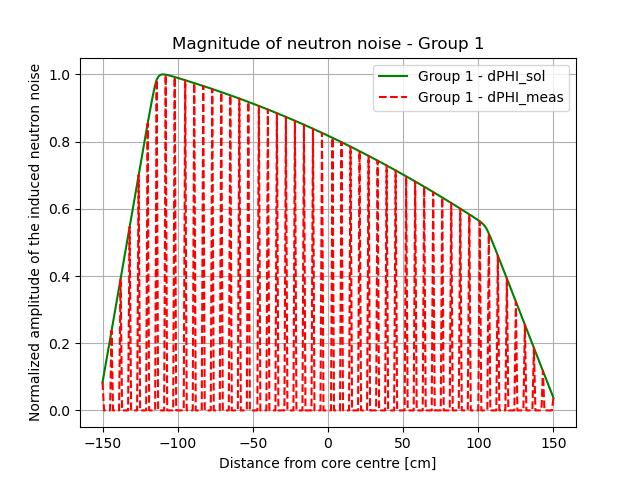 Magnitude of neutron noise - Group 1
Normalized amplitude of the induced neutron noise
1.0
0.8
0.6
0.4
0.2
0.0
Group 1 - dPHI_sol
Group 1 - dPHI_meas
−150 −100 −50 0 50 100 150
Distance from core centre [cm]